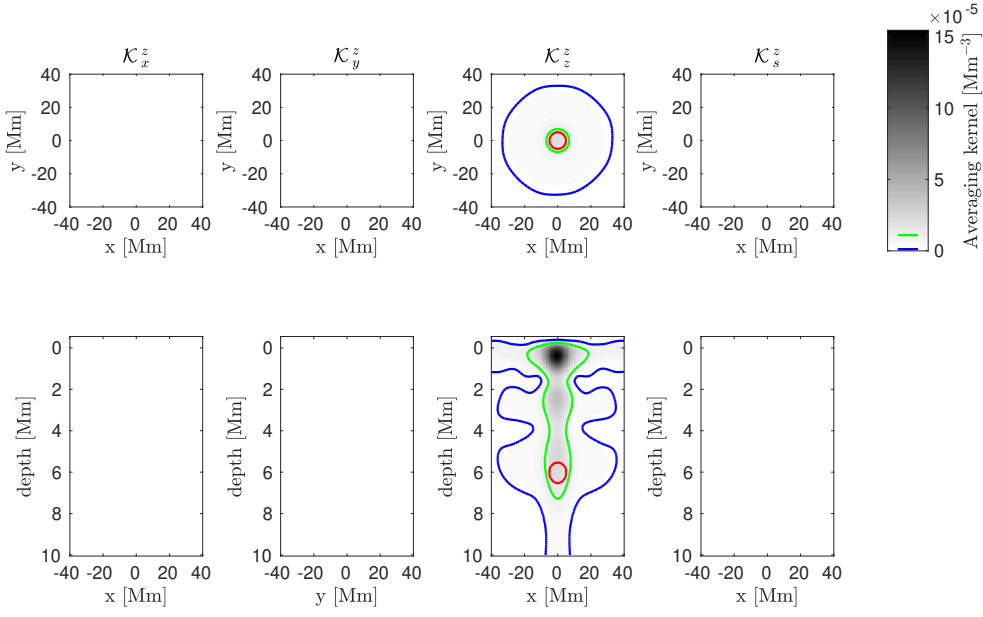 ×10 -5
𝒦 z x 𝒦 z y 𝒦 z z 𝒦 z s
40 40 40 40 15
20 20 20 20
y [Mm] 0 y [Mm] 0 y [Mm] 0 y [Mm] 0 10 Averaging kernel [Mm−3]
-20 -20 -20 -20 5
-40 -40 -40 -40 0
-40 -20 0 20 40 -40 -20 0 20 40 -40 -20 0 20 40 -40 -20 0 20 40
x [Mm] x [Mm] x [Mm] x [Mm]
0 0 0 0
2 2 2 2
depth [Mm] 4 depth [Mm] 4 depth [Mm] 4 depth [Mm] 4
6 6 6 6
8 8 8 8
10 10 10 10
-40 -20 0 20 40 -40 -20 0 20 40 -40 -20 0 20 40 -40 -20 0 20 40
x [Mm] y [Mm] x [Mm] x [Mm]